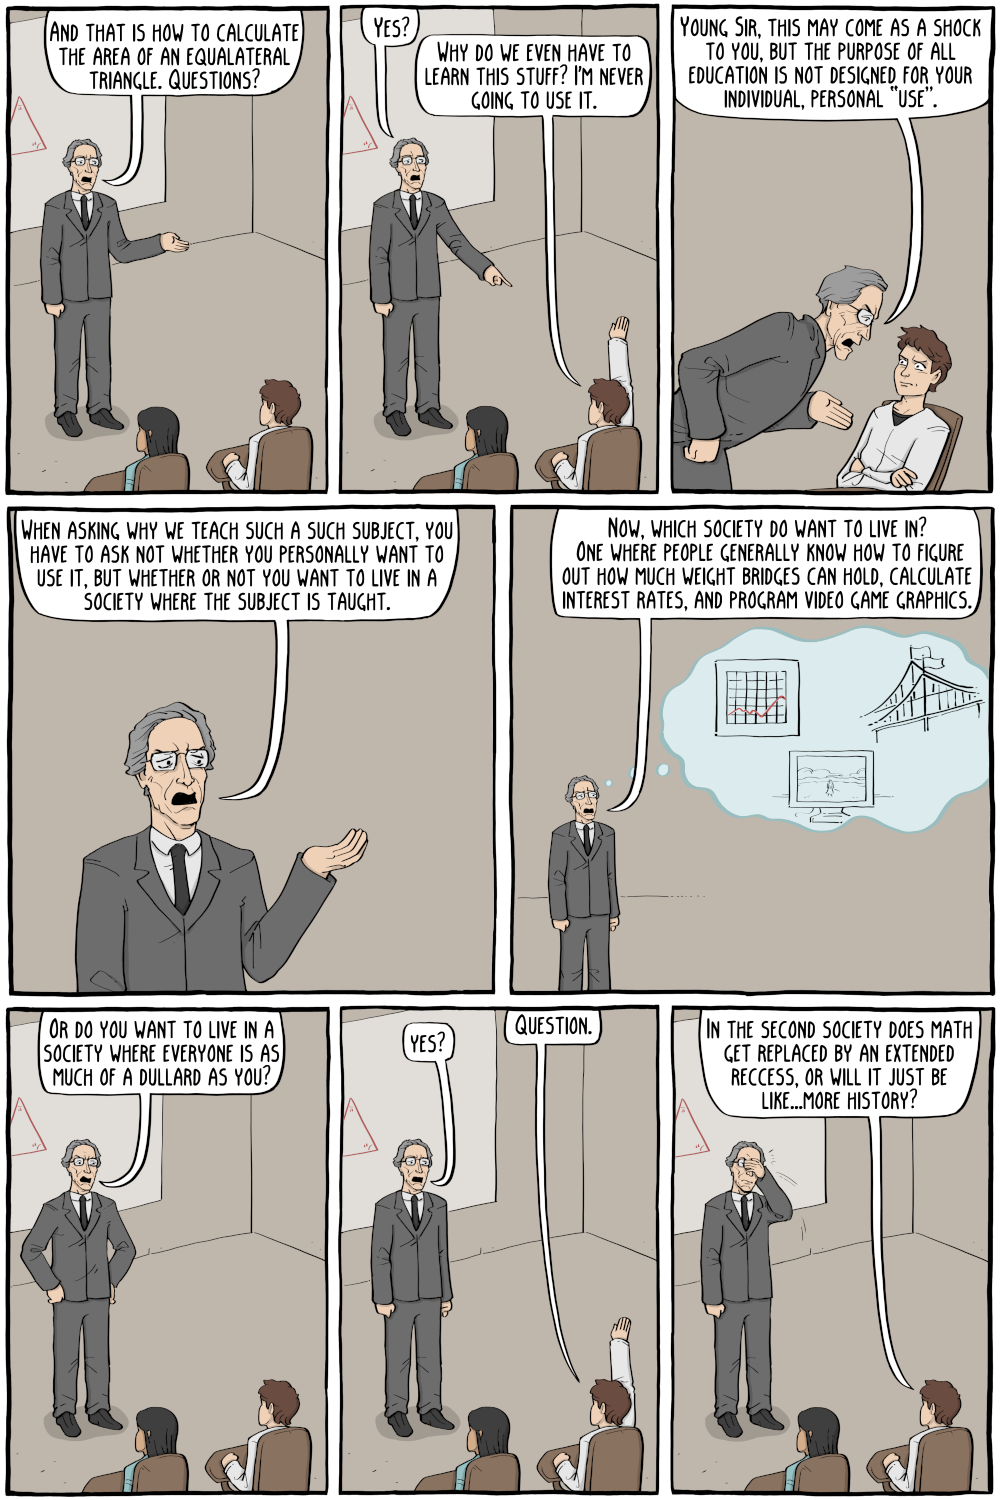 And that is how to calculate
the area of an equalateral
triangle. Questions?
Yes?
Why do we even have to
learn this stuff? I'm never
going to use it.
Young Sir, this may come as a shock
to you, but the purpose of all
education is not designed for your
individual, personal "use".
When asking why we teach such a such subject, you
have to ask not whether you personally want to
use it, but whether or not you want to live in a
society where the subject is taught.
Now, which society do want to live in?
One where people generally know how to figure
out how much weight bridges can hold, calculate
interest rates, and program video game graphics.
Or do you want to live in a
society where everyone is as
much of a dullard as you?
Yes?
Question.
In the second society does math
get replaced by an extended
reccess, or will it just be
like...more history?